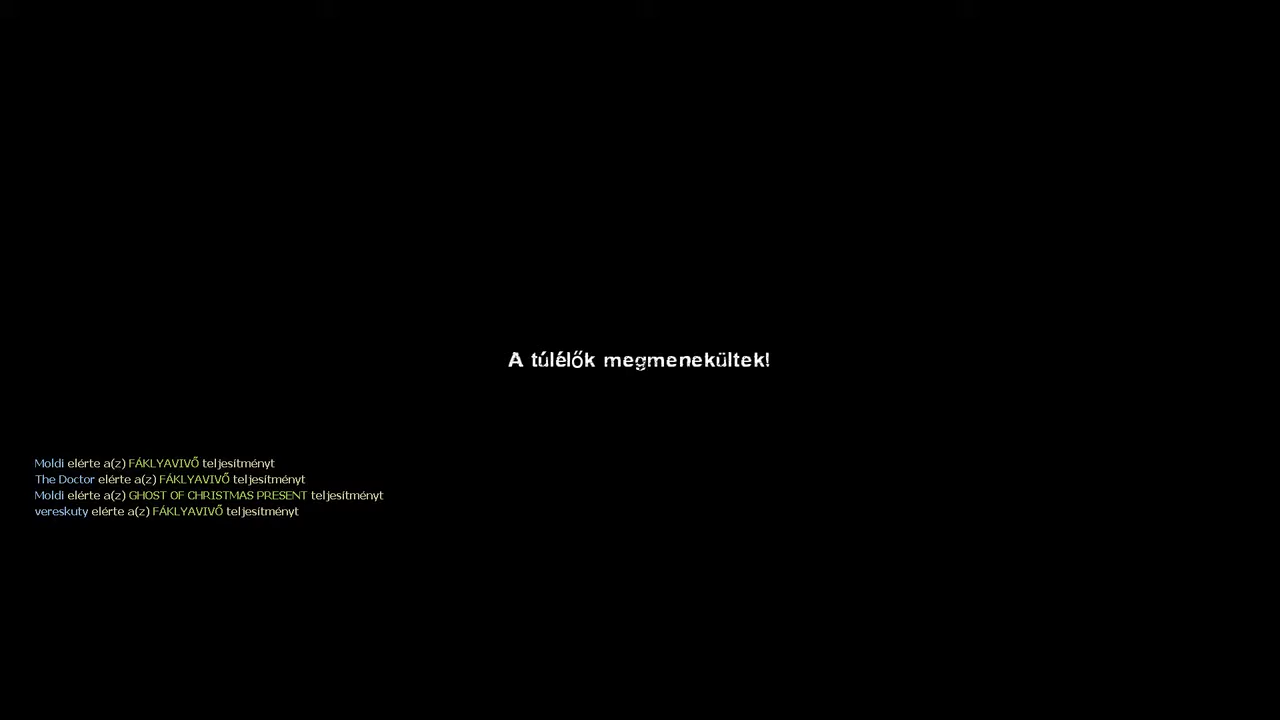 A túlélők megmenekültek!
Moldi elérte a(z) FÁKLYAVIVŐ teljesítményt
The Doctor elérte a(z) FÁKLYAVIVŐ teljesítményt
Moldi elérte a(z) GHOST OF CHRISTMAS PRESENT teljesítményt
vereskuty elérte a(z) FÁKLYAVIVŐ teljesítményt